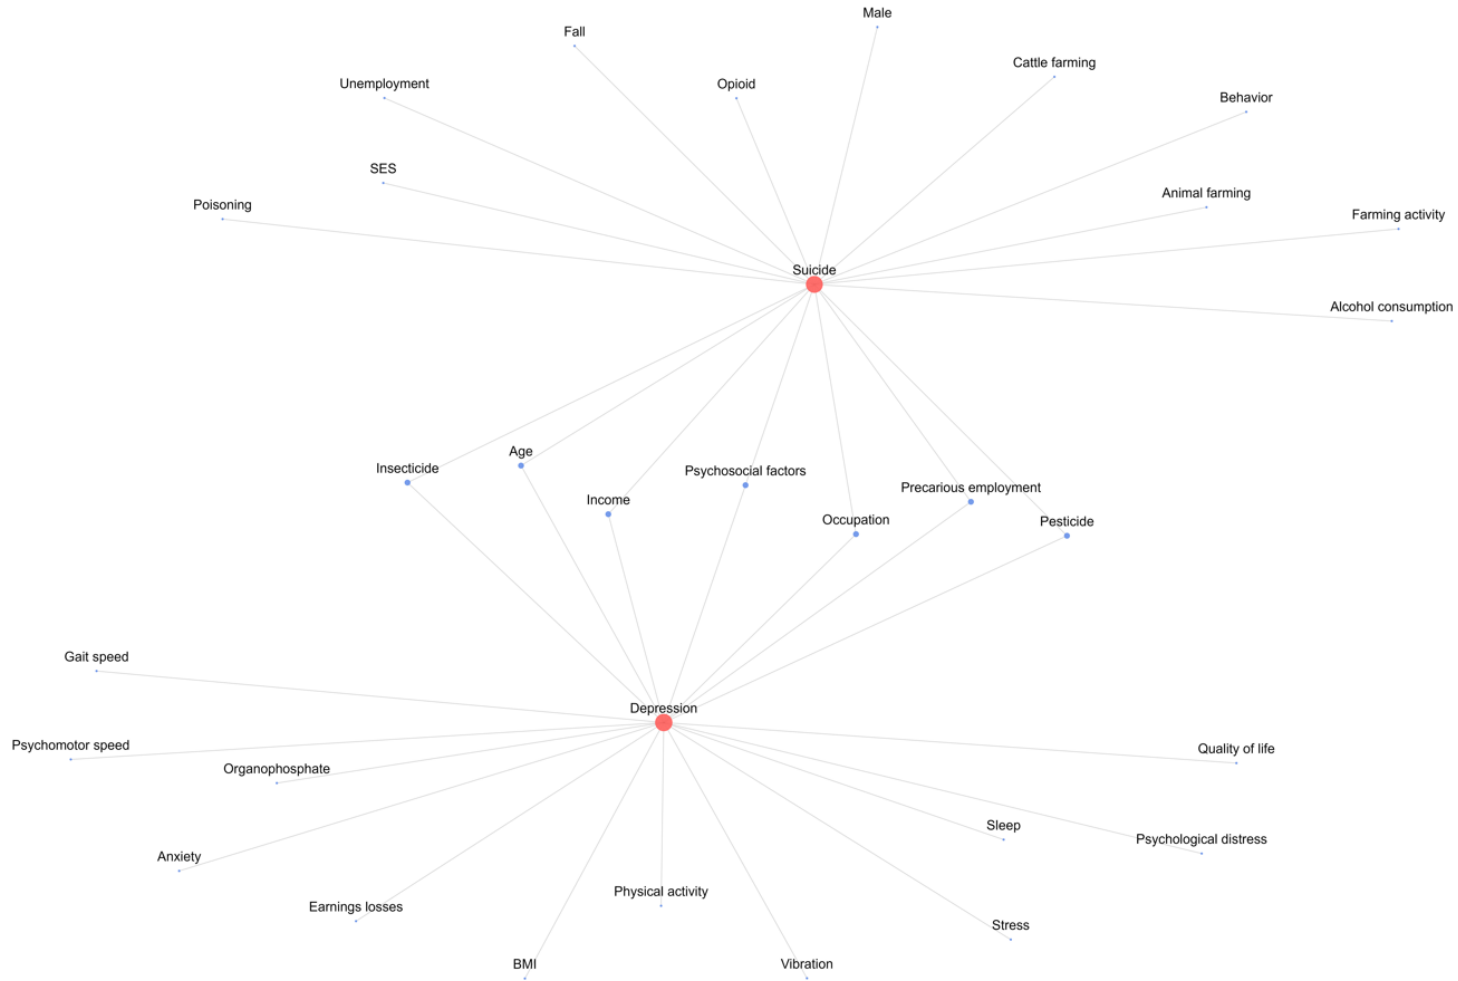 Male
Fall
Cattle farming
Unemployment
Opioid
Behavior
SES
Animal farming
Poisoning
Farming activity
Suicide
Alcohol consumption
Age
Insecticide
Psychosocial factors
Precarious employment
Income
Occupation
Pesticide
Gait speed
Depression
Psychomotor speed
Quality of life
Organophosphate
Sleep
Psychological distress
Anxiety
Physical activity
Earnings losses
Stress
BMI
Vibration